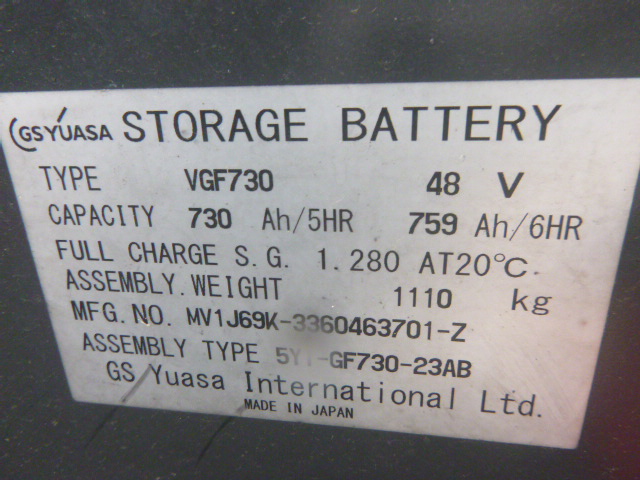 GS YUASA STORAGE BATTERY
TYPE VGF730 48 V
CAPACITY 730 Ah/5HR 759 Ah/6HR
FULL CHARGE S.G. 1.280 AT20℃
ASSEMBLY.WEIGHT 1110 kg
MFG.NO. MV1J69K-3360463701-Z
ASSEMBLY TYPE
GS Yuasa International Ltd.
MADE IN JAPAN